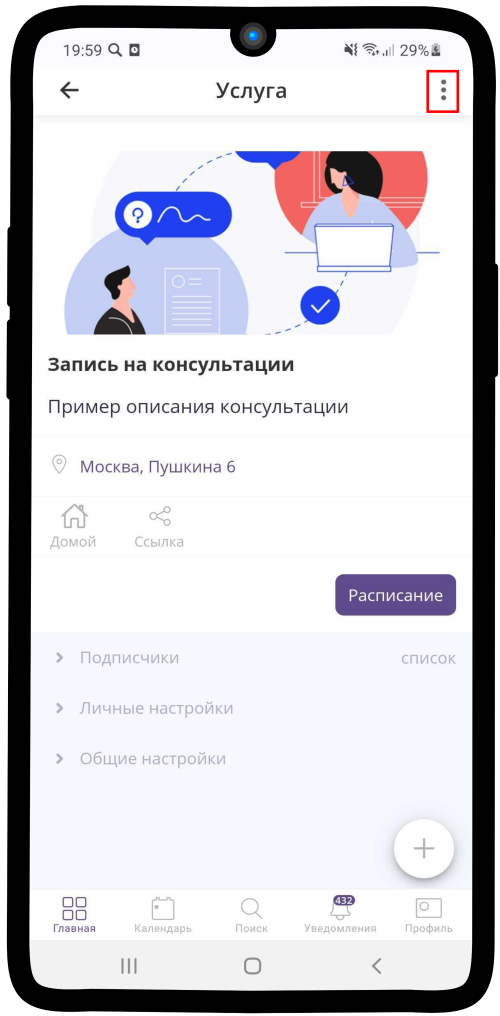 19:59 29%
Услуга
?
Запись на консультации
Пример описания консультации
Москва, Пушкина 6
Домой Ссылка
Расписание
Подписчики список
Личные настройки
Общие настройки
432
Главная Календарь Поиск Уведомления Профиль